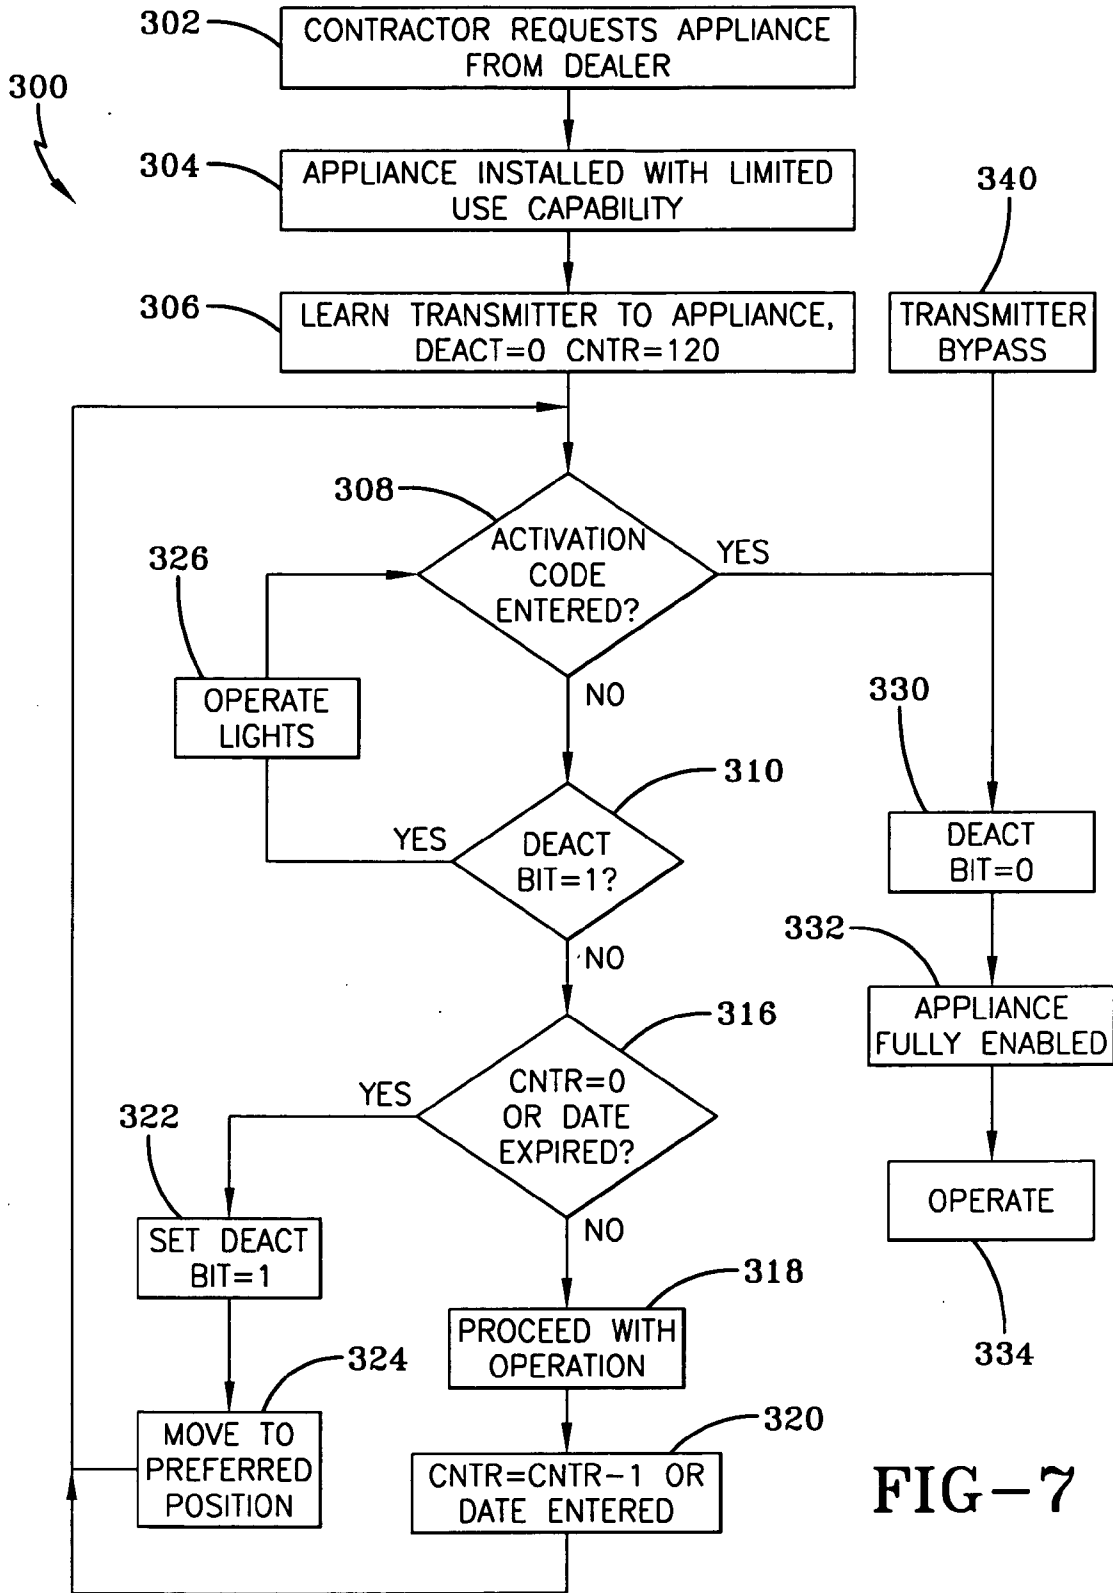 302
CONTRACTOR REQUESTS APPLIANCE
FROM DEALER
300
304
APPLIANCE INSTALLED WITH LIMITED
USE CAPABILITY
340
306
LEARN TRANSMITTER TO APPLIANCE,
DEACT=0 CNTR=120
TRANSMITTER
BYPASS
308
ACTIVATION
CODE
ENTERED?
YES
NO
326
OPERATE
LIGHTS
310
YES
DEACT
BIT=1?
NO
330
DEACT
BIT=0
332
APPLIANCE
FULLY ENABLED
316
YES
CNTR=0
OR DATE
EXPIRED?
NO
322
SET DEACT
BIT=1
OPERATE
334
318
PROCEED WITH
OPERATION
324
MOVE TO
PREFERRED
POSITION
320
CNTR=CNTR-1 OR
DATE ENTERED
FIG-7